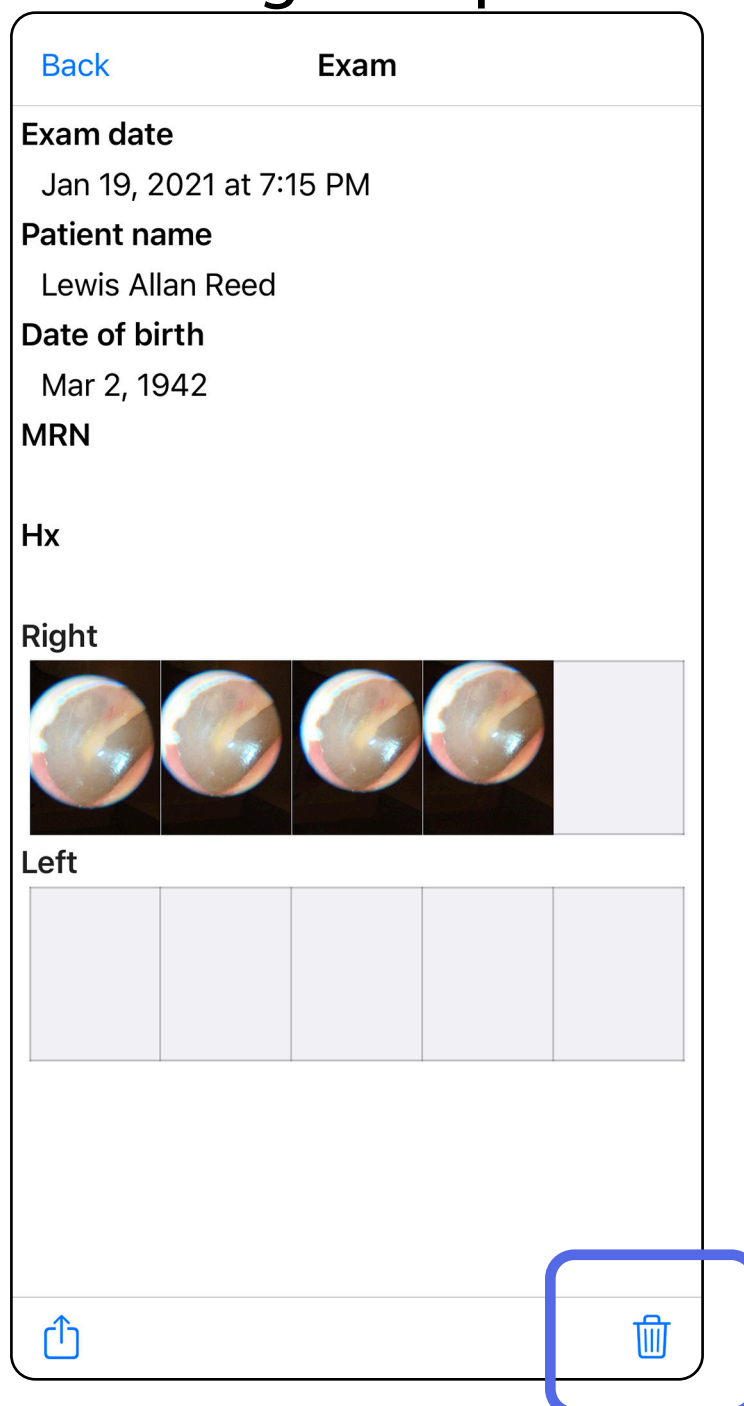 Back
Exam
Exam date
Jan 19, 2021 at 7:15 PM
Patient name
Lewis Allan Reed
Date of birth
Mar 2, 1942
MRN
Hx
Right
Left